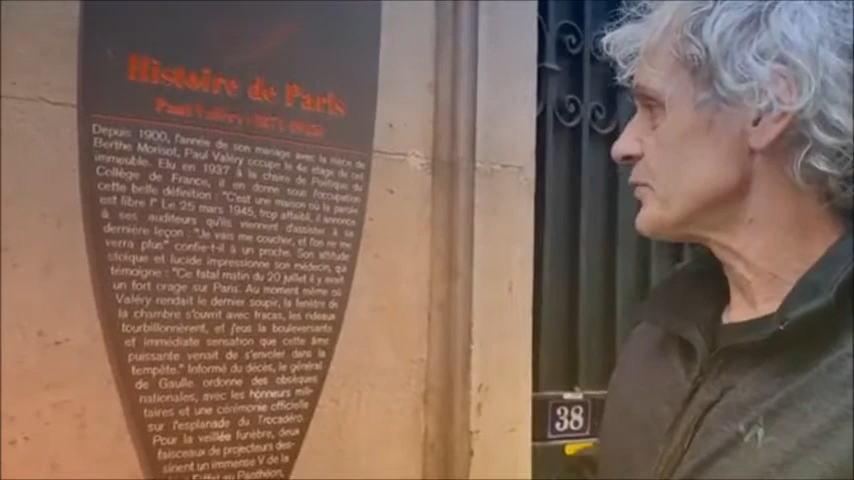 Histoire de Paris
Paul Valéry (1871-1945)
Depuis 1900, l'année de son mariage avec la nièce de
Berthe Morisot, Paul Valéry occupe le 4e étage de cet
immeuble. Elu en 1937 à la chaire de Poétique du
Collège de France, il en donne sous l'occupation
cette belle définition : "C'est une maison où la parole
est libre !" Le 25 mars 1945, trop affaibli, il annonce
à ses auditeurs qu'ils viennent d'assister à sa
dernière leçon : "Je vais me coucher, et l'on ne me
verra plus" confie-t-il à un proche. Son attitude
stoïque et lucide impressionne son médecin, qui
témoigne : "Ce fatal matin du 20 juillet il y avait
un fort orage sur Paris. Au moment même où
Valéry rendait le dernier soupir, la fenêtre de
la chambre s'ouvrit avec fracas, les rideaux
tourbillonnèrent, et j'eus la bouleversante
et immédiate sensation que cette âme
puissante venait de s'envoler dans la
tempête." Informé du décès, le général
de Gaulle ordonne des obsèques
nationales, avec les honneurs mili-
taires et une cérémonie officielle
sur l'esplanade du Trocadéro.
Pour la veillée funèbre, deux
faisceaux de projecteurs des-
sinent un immense V de la
Eiffel au Panthéon,
38